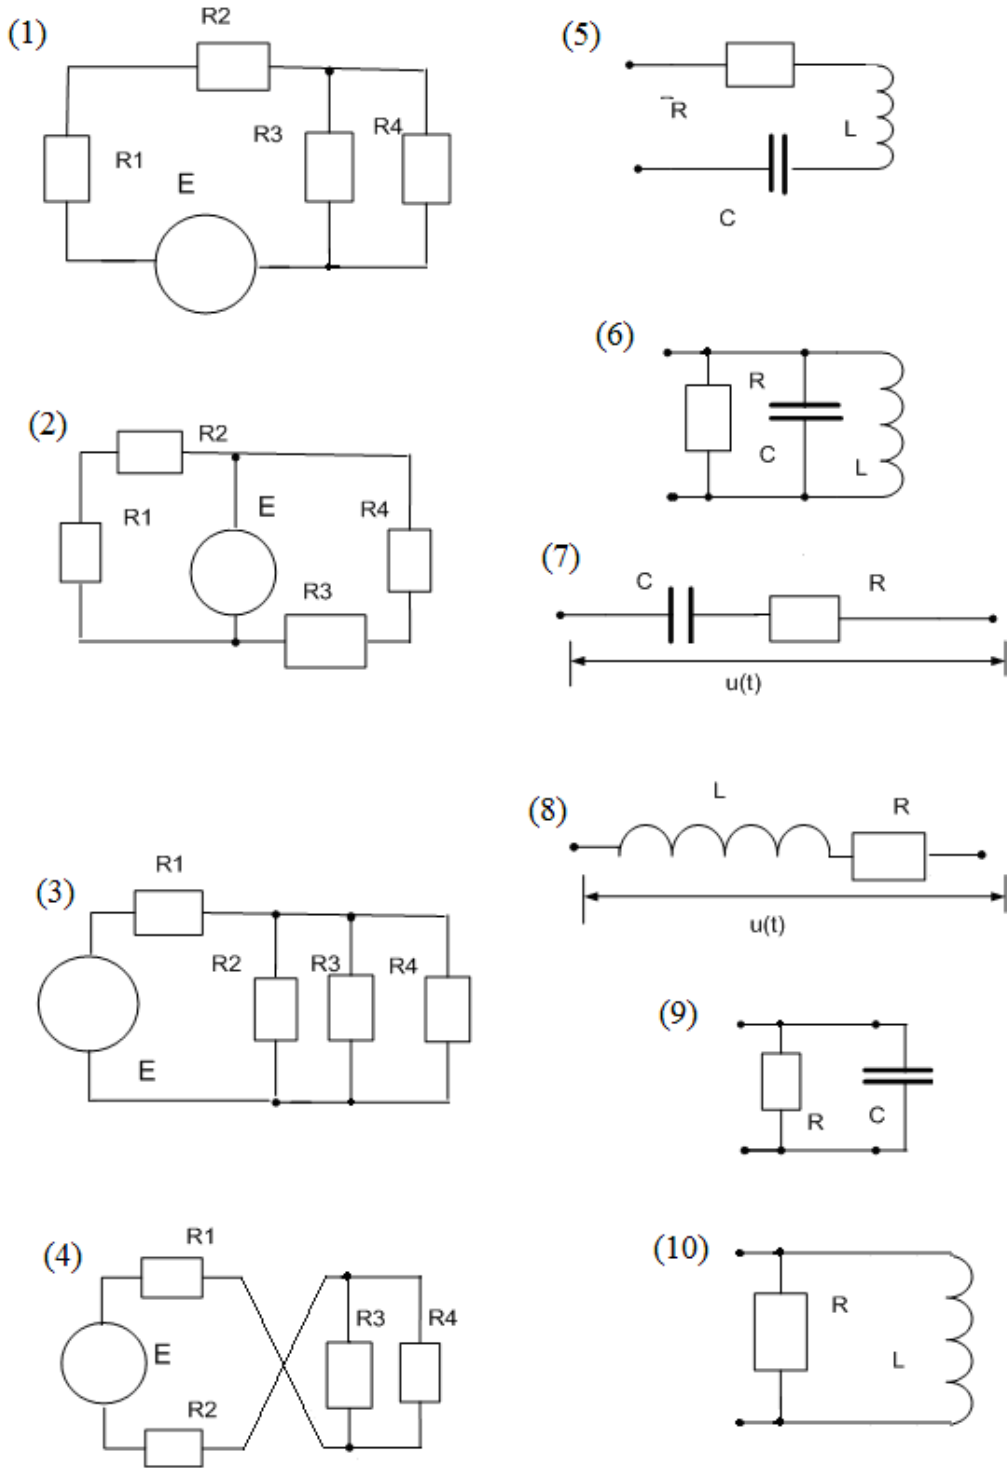 (1)
R2
R3
R4
R1
E
(2)
R2
R1
E
R4
R3
(3)
R1
R2
R3
R4
E
(4)
R1
R3
R4
E
R2
(5)
R
L
C
(6)
R
C
L
(7)
C
R
u(t)
(8)
L
R
u(t)
(9)
R
C
(10)
R
L